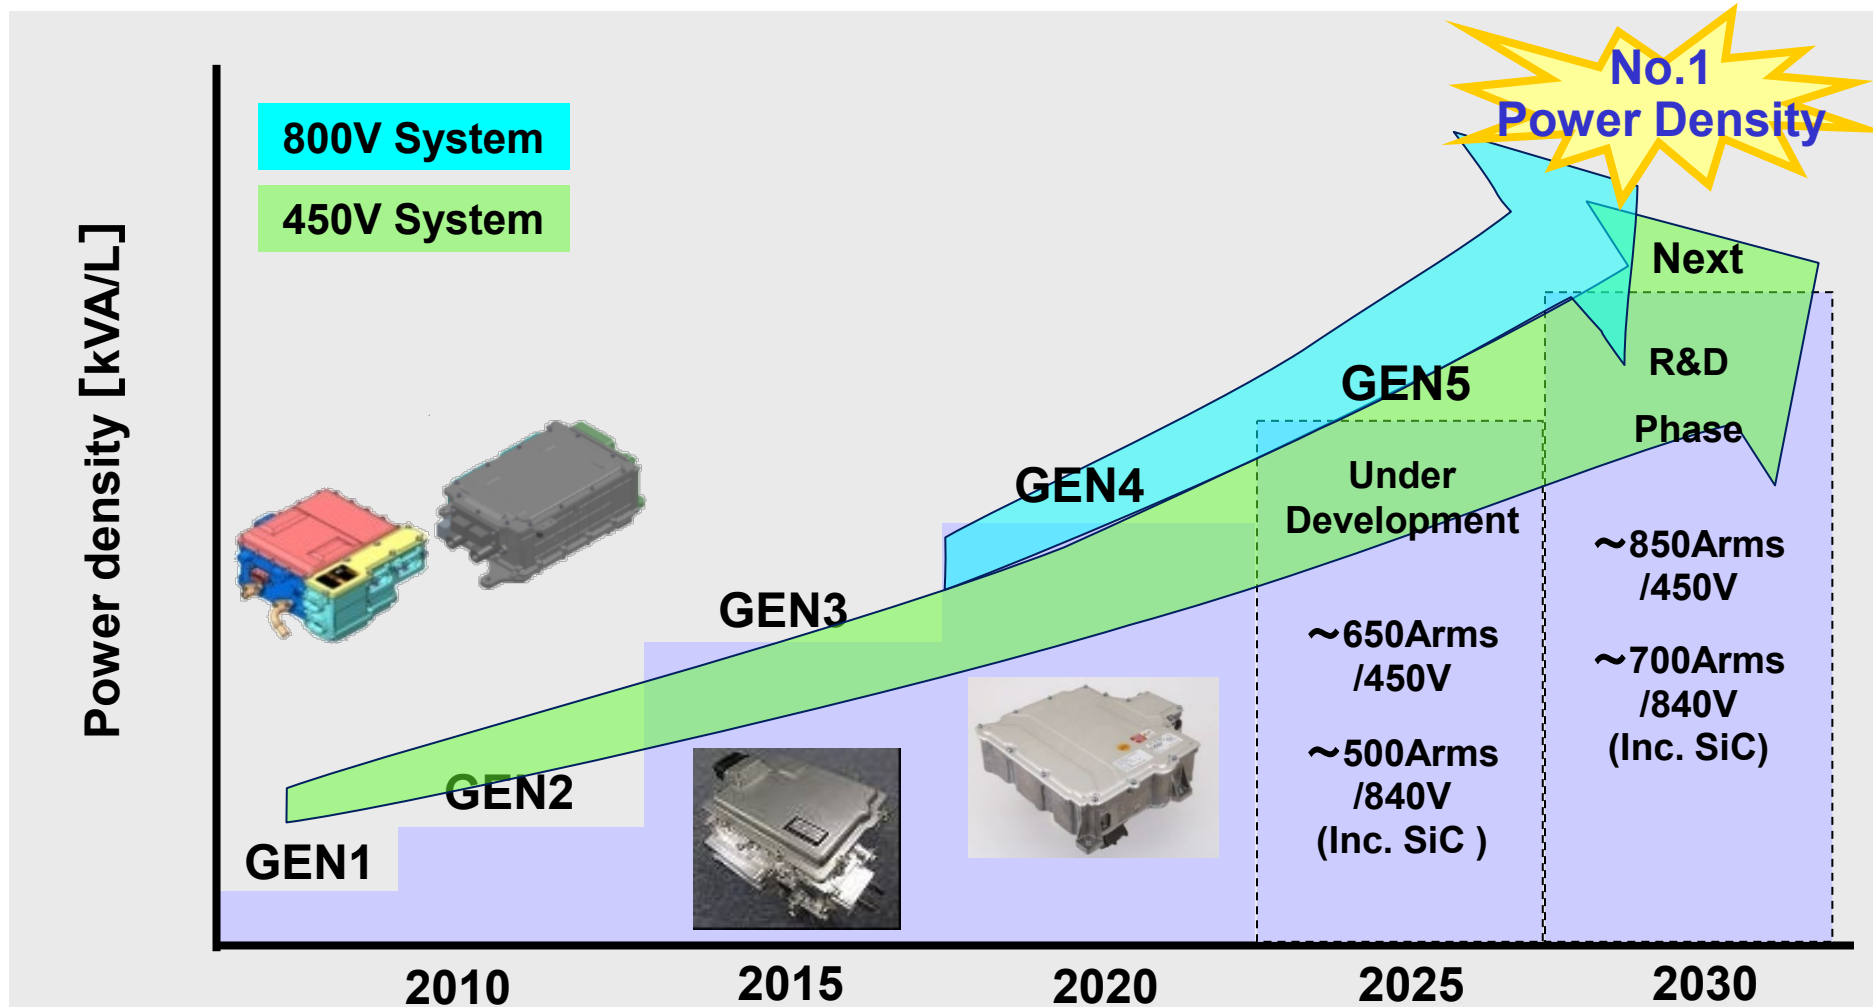 No.1
Power Density
800V System
450V System
Power density [kVA/L]
Next
R&D
Phase
GEN5
GEN4
Under
Development
GEN3
~850Arms
/450V
~650Arms
/450V
~700Arms
/840V
(Inc. SiC)
~500Arms
/840V
(Inc. SiC )
GEN2
GEN1
2010
2015
2020
2025
2030